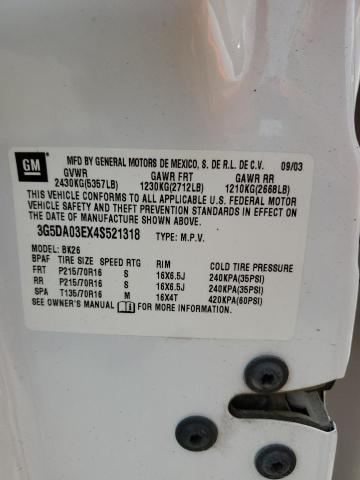 GM
MFD BY GENERAL MOTORS DE MEXICO, S. DE R.L. DE C.V. 09/03
GVWR GAWR FRT GAWR RR
2430KG(5357LB) 1230KG(2712LB) 1210KG(2668LB)
THIS VEHICLE CONFORMS TO ALL APPLICABLE U.S. FEDERAL MOTOR
VEHICLE SAFETY AND THEFT PREVENTION STANDARDS IN EFFECT ON THE DATE OF
MANUFACTURE SHOWN ABOVE.
3G5DA03EX4S521318 TYPE: M.P.V.
MODEL: BK26
BPAF TIRE SIZE SPEED RTG RIM COLD TIRE PRESSURE
FRT P215/70R16 S 16X6.5J 240KPA(35PSI)
RR P215/70R16 S 16X6.5J 240KPA(35PSI)
SPA T135/70R16 M 16X4T 420KPA(60PSI)
SEE OWNER'S MANUAL FOR MORE INFORMATION.